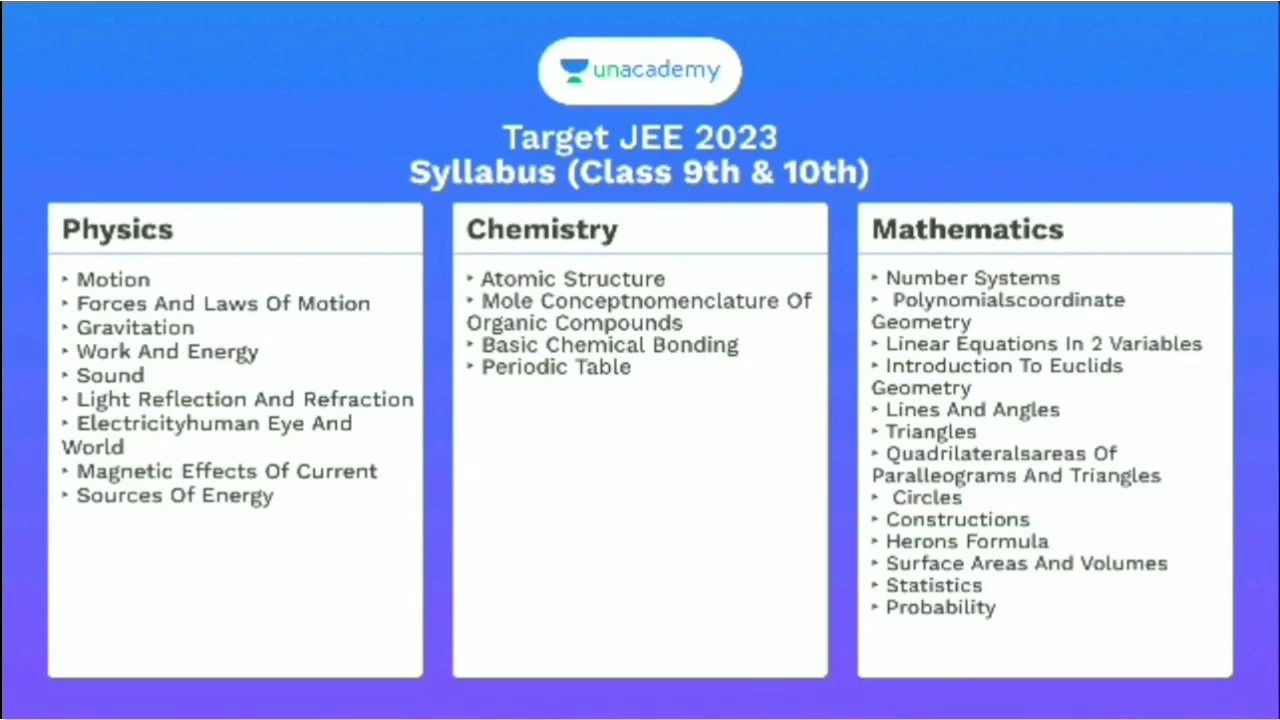 unacademy
Target JEE 2023
Syllabus (Class 9th & 10th)
Physics
‣ Motion
‣ Forces And Laws Of Motion
‣ Gravitation
‣ Work And Energy
‣ Sound
‣ Light Reflection And Refraction
‣ Electricityhuman Eye And
World
‣ Magnetic Effects Of Current
‣ Sources Of Energy
Chemistry
‣ Atomic Structure
‣ Mole Conceptnomenclature Of
Organic Compounds
‣ Basic Chemical Bonding
‣ Periodic Table
Mathematics
‣ Number Systems
‣ Polynomialscoordinate
Geometry
‣ Linear Equations In 2 Variables
‣ Introduction To Euclids
Geometry
‣ Lines And Angles
‣ Triangles
‣ Quadrilateralsareas Of
Paralleograms And Triangles
‣ Circles
‣ Constructions
‣ Herons Formula
‣ Surface Areas And Volumes
‣ Statistics
‣ Probability